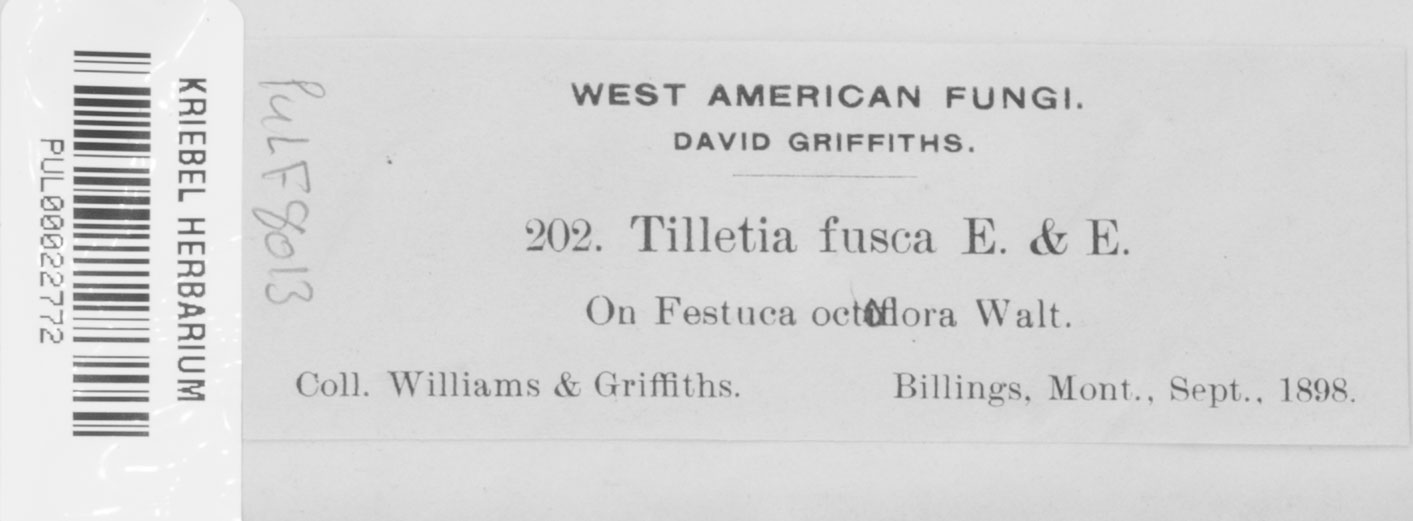 KRIEBEL HERBARIUM
PUL00022772
PULF8013
WEST AMERICAN FUNGI.
DAVID GRIFFITHS.
202. Tilletia fusca E. & E.
On Festuca octoflora Walt.
Coll. Williams & Griffiths.
Billings, Mont., Sept., 1898.